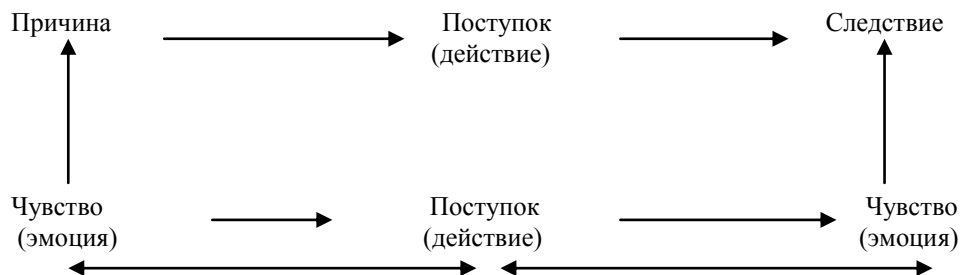 Причина Поступок Следствие
(действие)
Чувство Поступок Чувство
(эмоция) (действие) (эмоция)